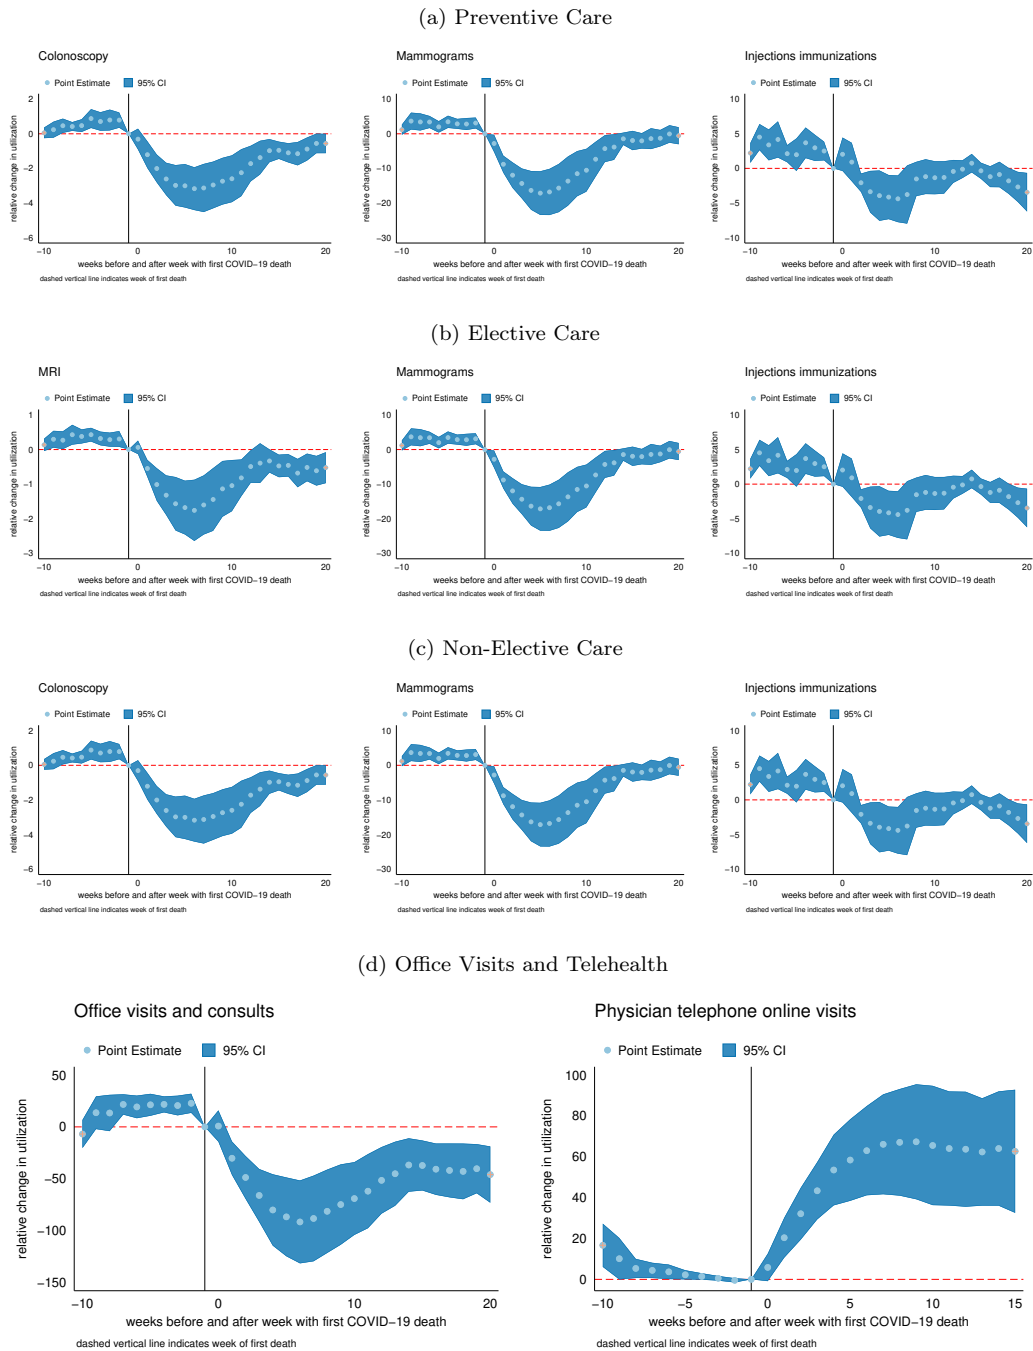 (a) Preventive Care
Colonoscopy
Point Estimate 95% CI
relative change in utilization
2
0
−2
−4
−6
−10 0 10 20
weeks before and after week with first COVID−19 death
dashed vertical line indicates week of first death
Mammograms
Point Estimate 95% CI
relative change in utilization
10
0
−10
−20
−30
−10 0 10 20
weeks before and after week with first COVID−19 death
dashed vertical line indicates week of first death
Injections immunizations
Point Estimate 95% CI
relative change in utilization
10
5
0
−5
−10
−10 0 10 20
weeks before and after week with first COVID−19 death
dashed vertical line indicates week of first death
(b) Elective Care
MRI
Point Estimate 95% CI
relative change in utilization
1
0
−1
−2
−3
−10 0 10 20
weeks before and after week with first COVID−19 death
dashed vertical line indicates week of first death
Mammograms
Point Estimate 95% CI
relative change in utilization
10
0
−10
−20
−30
−10 0 10 20
weeks before and after week with first COVID−19 death
dashed vertical line indicates week of first death
Injections immunizations
Point Estimate 95% CI
relative change in utilization
10
5
0
−5
−10
−10 0 10 20
weeks before and after week with first COVID−19 death
dashed vertical line indicates week of first death
(c) Non-Elective Care
Colonoscopy
Point Estimate 95% CI
relative change in utilization
2
0
−2
−4
−6
−10 0 10 20
weeks before and after week with first COVID−19 death
dashed vertical line indicates week of first death
Mammograms
Point Estimate 95% CI
relative change in utilization
10
0
−10
−20
−30
−10 0 10 20
weeks before and after week with first COVID−19 death
dashed vertical line indicates week of first death
Injections immunizations
Point Estimate 95% CI
relative change in utilization
10
5
0
−5
−10
−10 0 10 20
weeks before and after week with first COVID−19 death
dashed vertical line indicates week of first death
(d) Office Visits and Telehealth
Office visits and consults
Point Estimate 95% CI
relative change in utilization
50
0
−50
−100
−150
−10 0 10 20
weeks before and after week with first COVID−19 death
dashed vertical line indicates week of first death
Physician telephone online visits
Point Estimate 95% CI
relative change in utilization
100
80
60
40
20
0
−10 −5 0 5 10 15
weeks before and after week with first COVID−19 death
dashed vertical line indicates week of first death